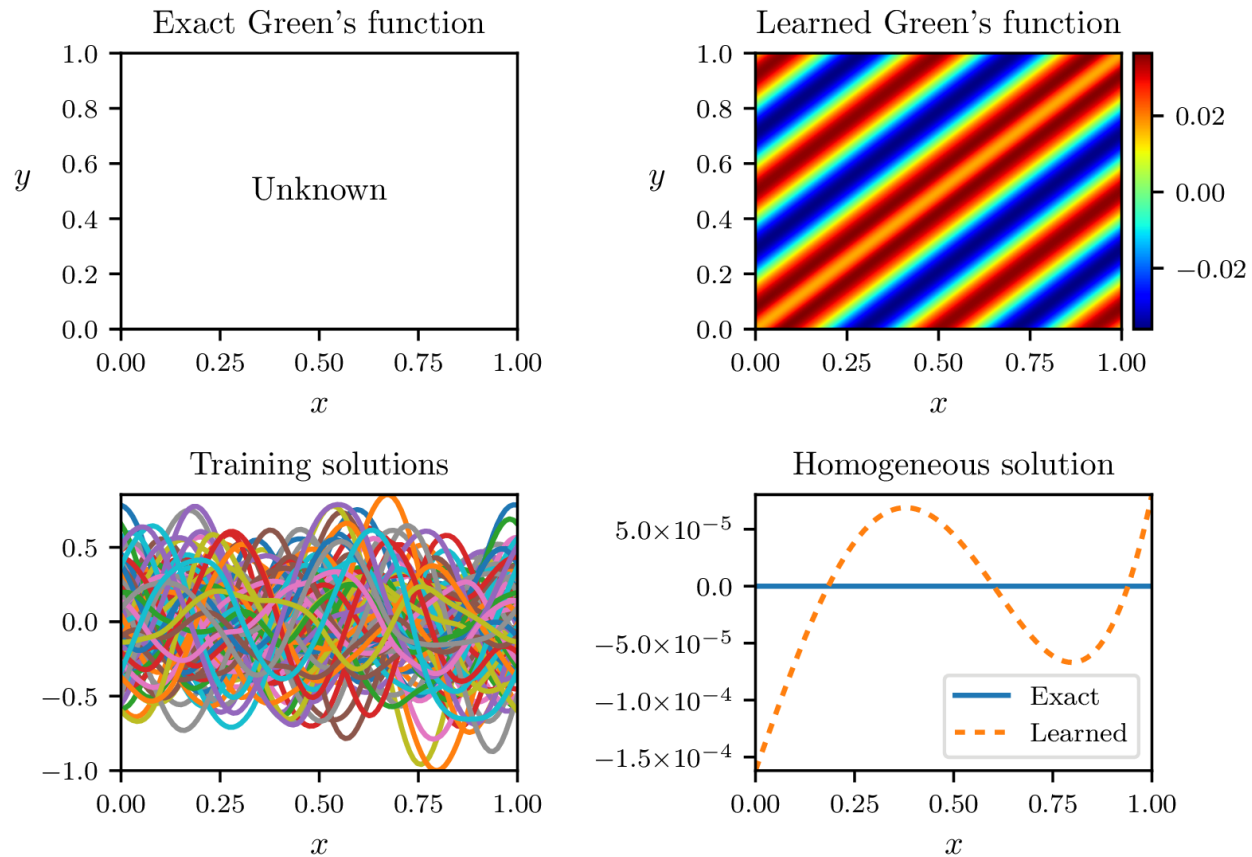 Exact Green's function
1.0
0.8
0.6
y
0.4
0.2
0.0
Unknown
0.00 0.25 0.50 0.75 1.00
x
Learned Green's function
1.0
0.8
0.6
y
0.4
0.2
0.0
0.00 0.25 0.50 0.75 1.00
x
0.02
0.00
−0.02
Training solutions
0.5
0.0
−0.5
−1.0
0.00 0.25 0.50 0.75 1.00
x
Homogeneous solution
5.0×10⁻⁵
0.0
−5.0×10⁻⁵
−1.0×10⁻⁴
−1.5×10⁻⁴
Exact
Learned
0.00 0.25 0.50 0.75 1.00
x